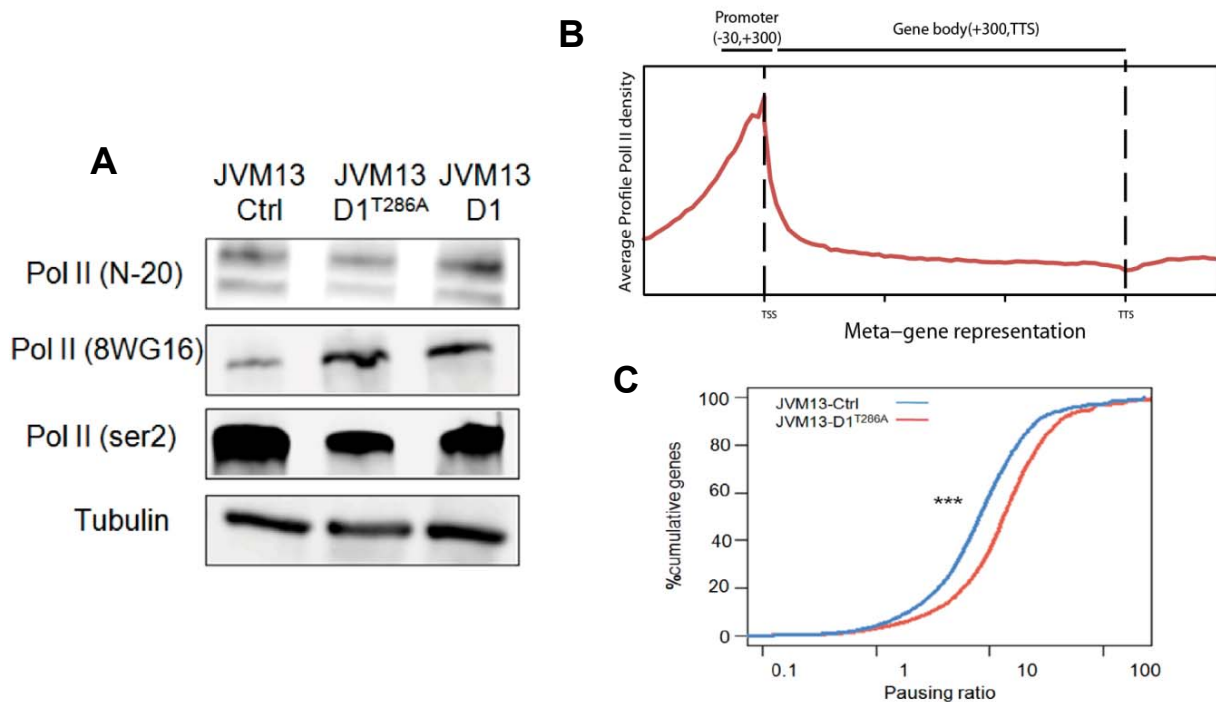 A
JVM13 JVM13 JVM13
Ctrl D1T286A D1
Pol II (N-20)
Pol II (8WG16)
Pol II (ser2)
Tubulin
B
Promoter
(-30,+300)
Gene body(+300,TTS)
Average Profile Poll II density
TSS
TTS
Meta-gene representation
C
JVM13-Ctrl
JVM13-D1T286A
%cumulative genes
100
80
60
40
20
0
***
0.1 1 10 100
Pausing ratio